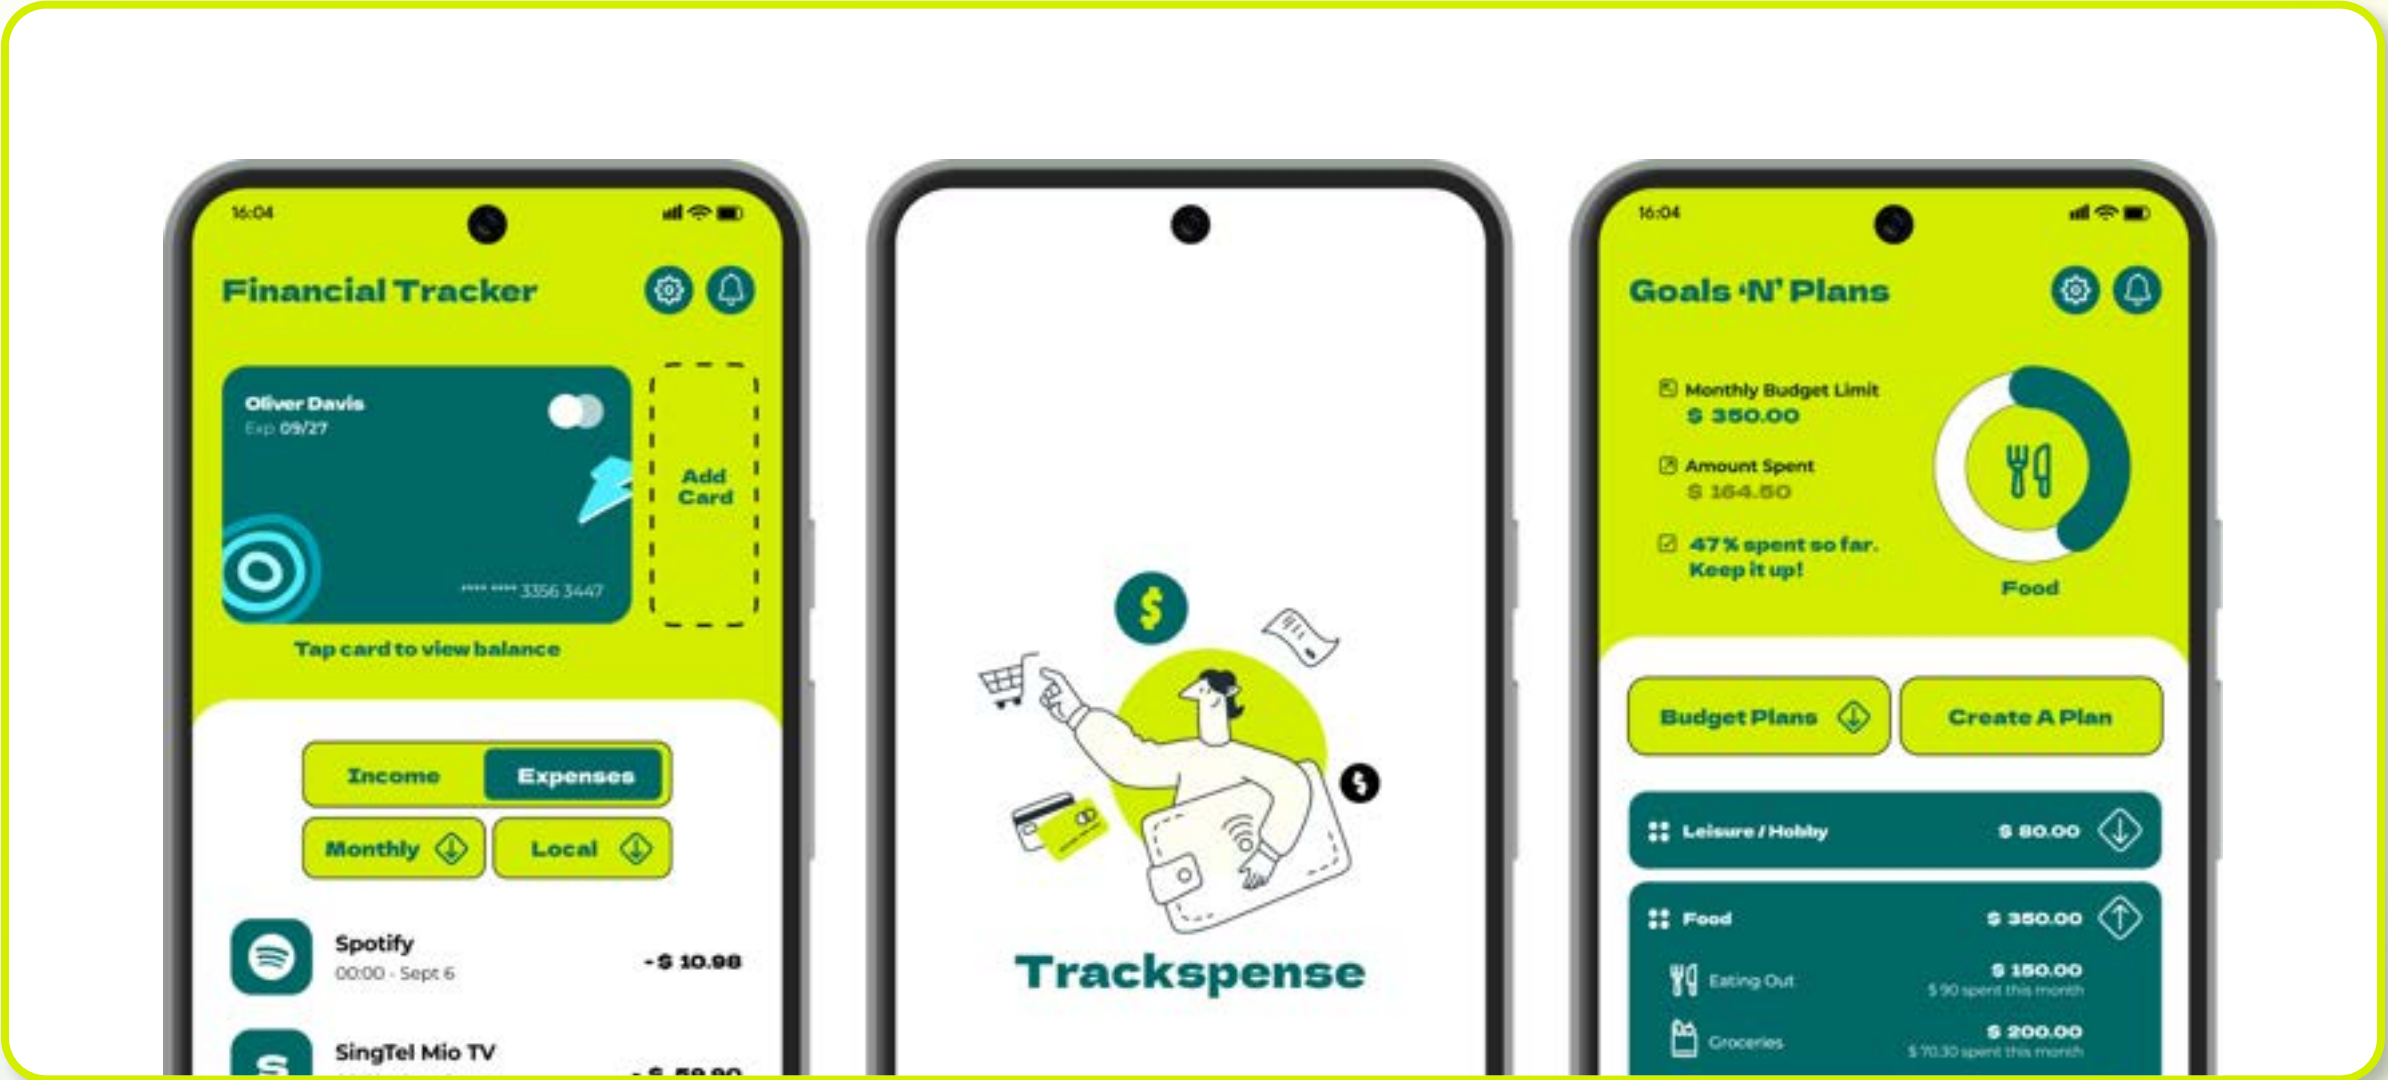 16:04
Financial Tracker
Oliver Davis
Exp 09/27
Add
Card
**** **** 3356 3447
Tap card to view balance
Income
Expenses
Monthly
Local
Spotify
00:00 - Sept 6
- $ 10.98
SingTel Mio TV
- $ 59.90
Trackspense
16:04
Goals ‘N’ Plans
Monthly Budget Limit
$ 350.00
Amount Spent
$ 164.50
47% spent so far.
Keep it up!
Food
Budget Plans
Create A Plan
Leisure / Hobby
$ 80.00
Food
$ 350.00
Eating Out
$ 150.00
$ 90 spent this month
Groceries
$ 200.00
$ 70.30 spent this month